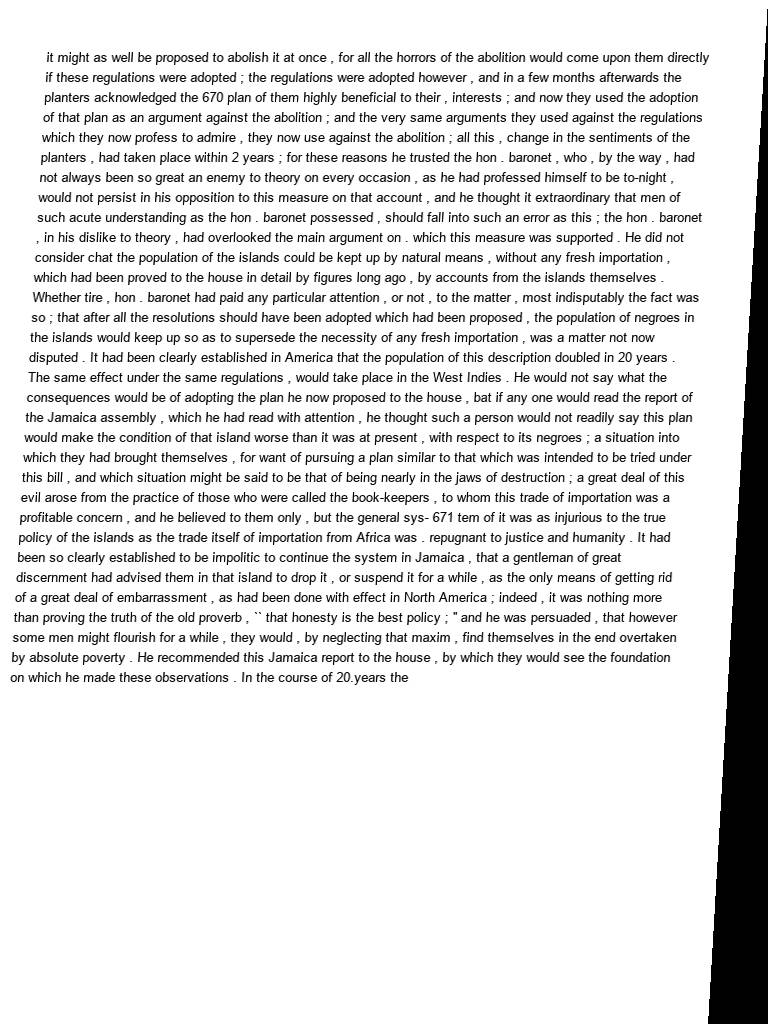 it might as well be proposed to abolish it at once , for all the horrors of the abolition would come upon them directly
if these regulations were adopted ; the regulations were adopted however , and in a few months afterwards the
planters acknowledged the 670 plan of them highly beneficial to their , interests ; and now they used the adoption
of that plan as an argument against the abolition ; and the very same arguments they used against the regulations
which they now profess to admire , they now use against the abolition ; all this , change in the sentiments of the
planters , had taken place within 2 years ; for these reasons he trusted the hon . baronet , who , by the way , had
not always been so great an enemy to theory on every occasion , as he had professed himself to be to-night ,
would not persist in his opposition to this measure on that account , and he thought it extraordinary that men of
such acute understanding as the hon . baronet possessed , should fall into such an error as this ; the hon . baronet
, in his dislike to theory , had overlooked the main argument on . which this measure was supported . He did not
consider chat the population of the islands could be kept up by natural means , without any fresh importation ,
which had been proved to the house in detail by figures long ago , by accounts from the islands themselves .
Whether tire , hon . baronet had paid any particular attention , or not , to the matter , most indisputably the fact was
so ; that after all the resolutions should have been adopted which had been proposed , the population of negroes in
the islands would keep up so as to supersede the necessity of any fresh importation , was a matter not now
disputed . It had been clearly established in America that the population of this description doubled in 20 years .
The same effect under the same regulations , would take place in the West Indies . He would not say what the
consequences would be of adopting the plan he now proposed to the house , bat if any one would read the report of
the Jamaica assembly , which he had read with attention , he thought such a person would not readily say this plan
would make the condition of that island worse than it was at present , with respect to its negroes ; a situation into
which they had brought themselves , for want of pursuing a plan similar to that which was intended to be tried under
this bill , and which situation might be said to be that of being nearly in the jaws of destruction ; a great deal of this
evil arose from the practice of those who were called the book-keepers , to whom this trade of importation was a
profitable concern , and he believed to them only , but the general sys- 671 tem of it was as injurious to the true
policy of the islands as the trade itself of importation from Africa was . repugnant to justice and humanity . It had
been so clearly established to be impolitic to continue the system in Jamaica , that a gentleman of great
discernment had advised them in that island to drop it , or suspend it for a while , as the only means of getting rid
of a great deal of embarrassment , as had been done with effect in North America ; indeed , it was nothing more
than proving the truth of the old proverb , `` that honesty is the best policy ; " and he was persuaded , that however
some men might flourish for a while , they would , by neglecting that maxim , find themselves in the end overtaken
by absolute poverty . He recommended this Jamaica report to the house , by which they would see the foundation
on which he made these observations . In the course of 20.years the